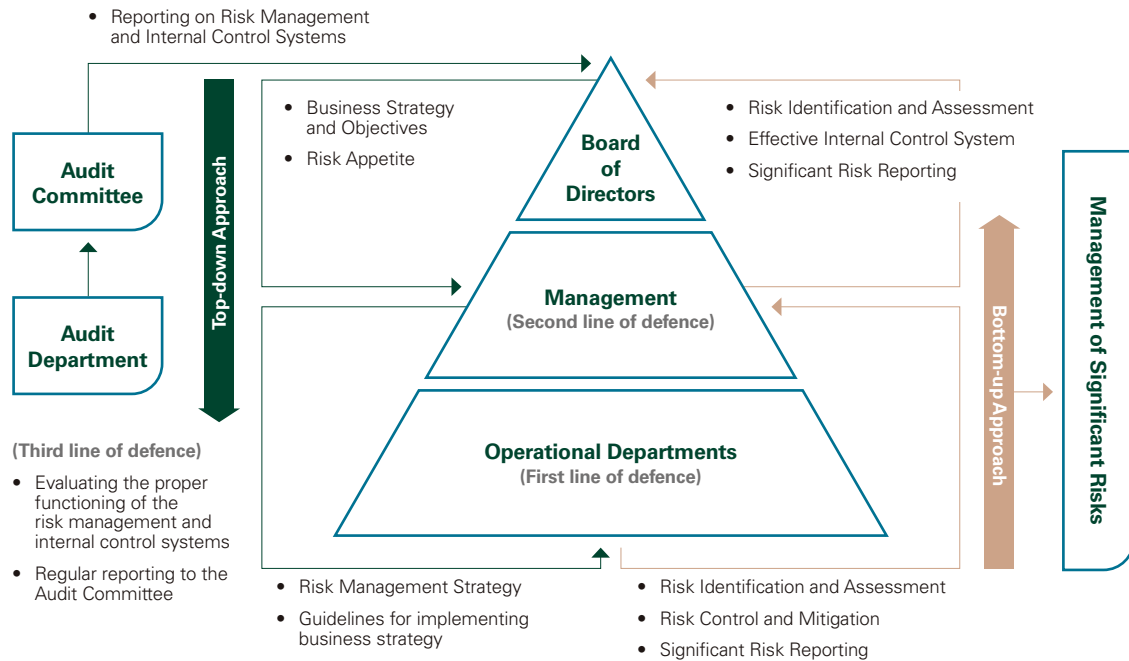 • Reporting on Risk Management
and Internal Control Systems
Audit
Committee
Audit
Department
(Third line of defence)
• Evaluating the proper
functioning of the
risk management and
internal control systems
• Regular reporting to the
Audit Committee
Top-down Approach
• Business Strategy
and Objectives
• Risk Appetite
Board
of
Directors
Management
(Second line of defence)
Operational Departments
(First line of defence)
• Risk Management Strategy
• Guidelines for implementing
business strategy
• Risk Identification and Assessment
• Effective Internal Control System
• Significant Risk Reporting
• Risk Identification and Assessment
• Risk Control and Mitigation
• Significant Risk Reporting
Bottom-up Approach
Management of Significant Risks